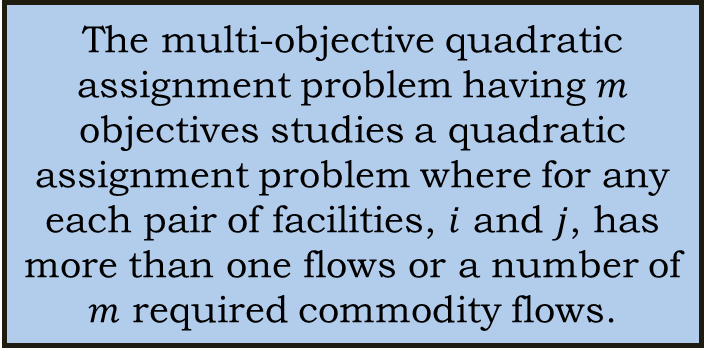 The multi-objective quadratic
assignment problem having m
objectives studies a quadratic
assignment problem where for any
each pair of facilities, i and j, has
more than one flows or a number of
m required commodity flows.